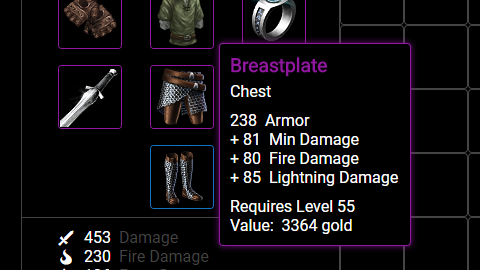 Breastplate
Chest
238 Armor
+ 81 Min Damage
+ 80 Fire Damage
+ 85 Lightning Damage
Requires Level 55
Value: 3364 gold
453 Damage
230 Fire Damage